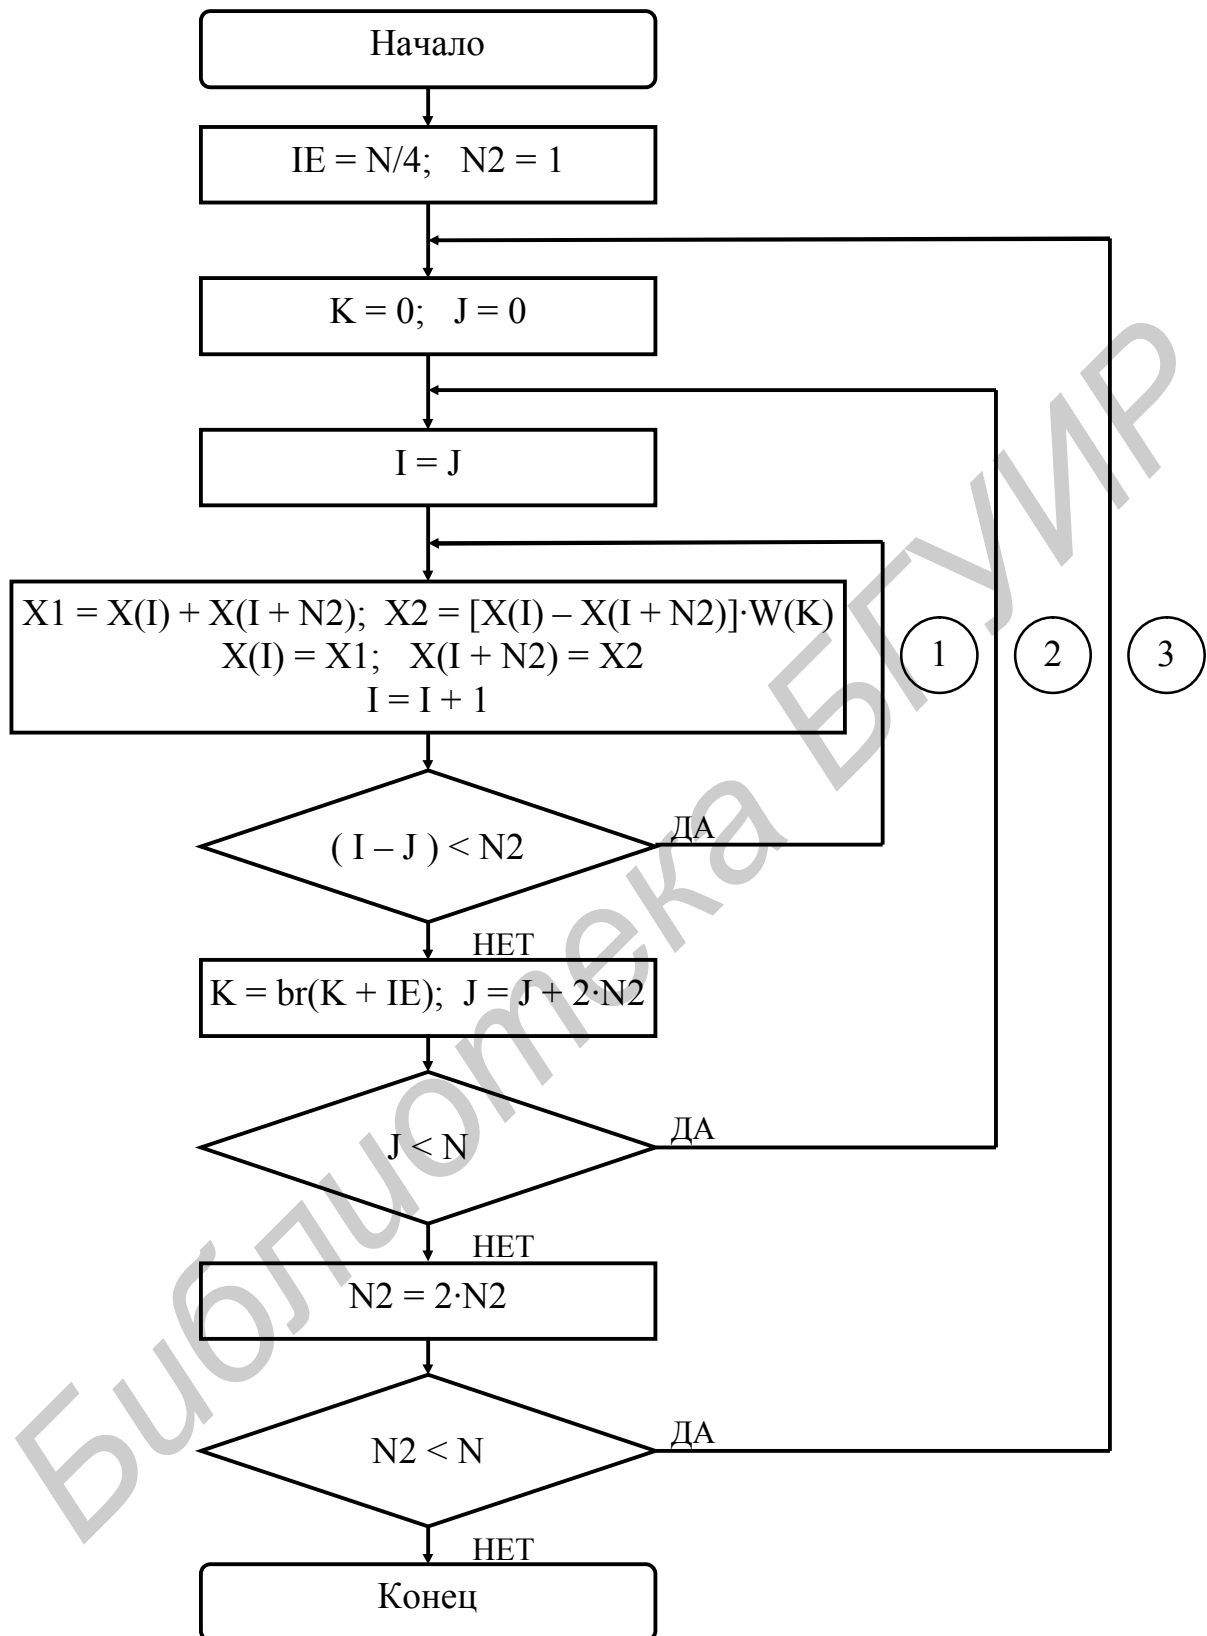 Начало
IE = N/4; N2 = 1
K = 0; J = 0
I = J
X1 = X(I) + X(I + N2); X2 = [X(I) – X(I + N2)]·W(K)
X(I) = X1; X(I + N2) = X2
I = I + 1
1
2
3
( I – J ) < N2
ДА
НЕТ
K = br(K + IE); J = J + 2·N2
J < N
ДА
НЕТ
N2 = 2·N2
N2 < N
ДА
НЕТ
Конец
Библиотека БГУИР